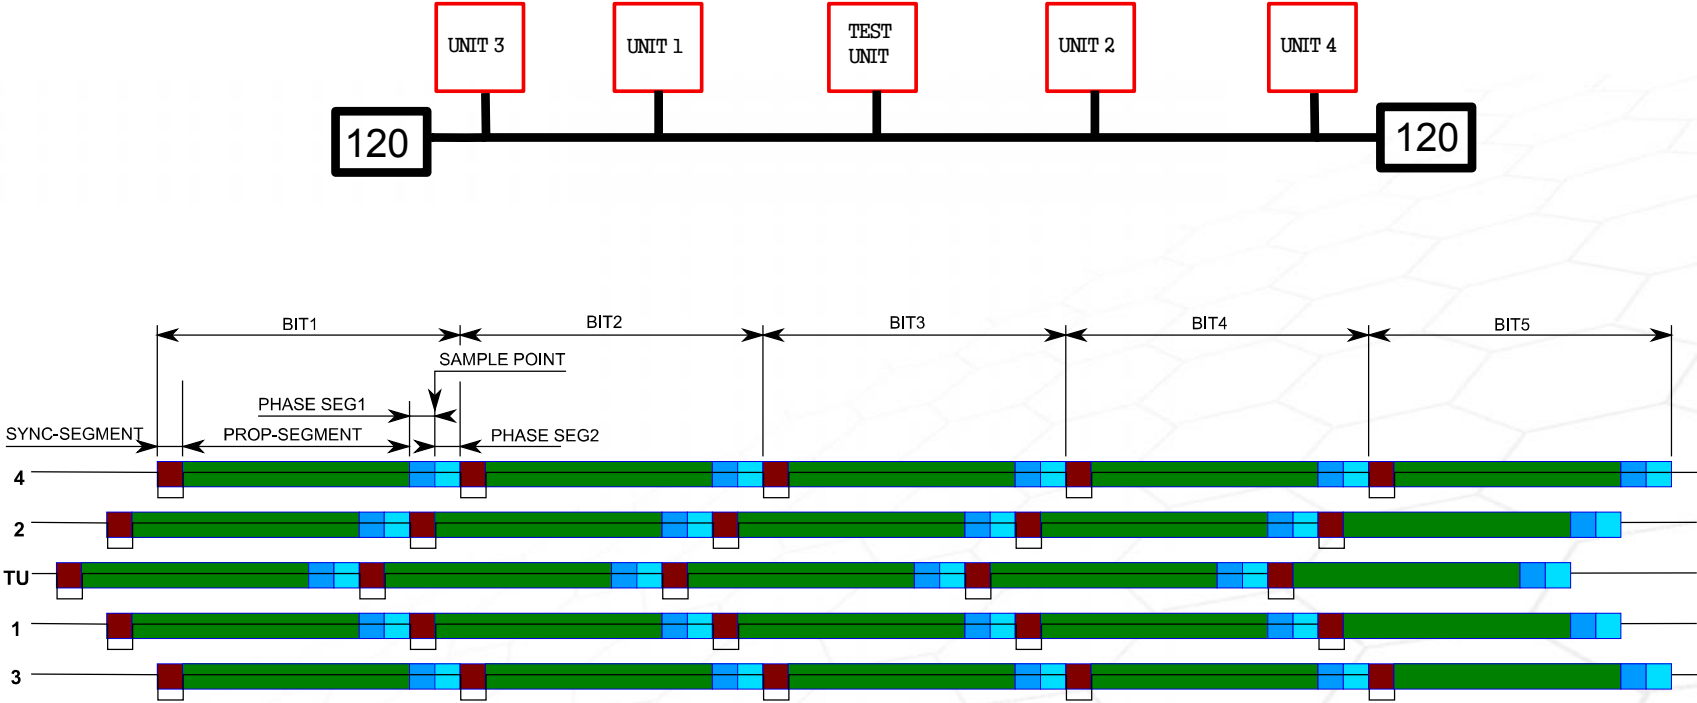 UNIT 3
UNIT 1
TEST
UNIT
UNIT 2
UNIT 4
120
120
BIT1
BIT2
BIT3
BIT4
BIT5
SAMPLE POINT
PHASE SEG1
SYNC-SEGMENT
PROP-SEGMENT
PHASE SEG2
4
2
TU
1
3